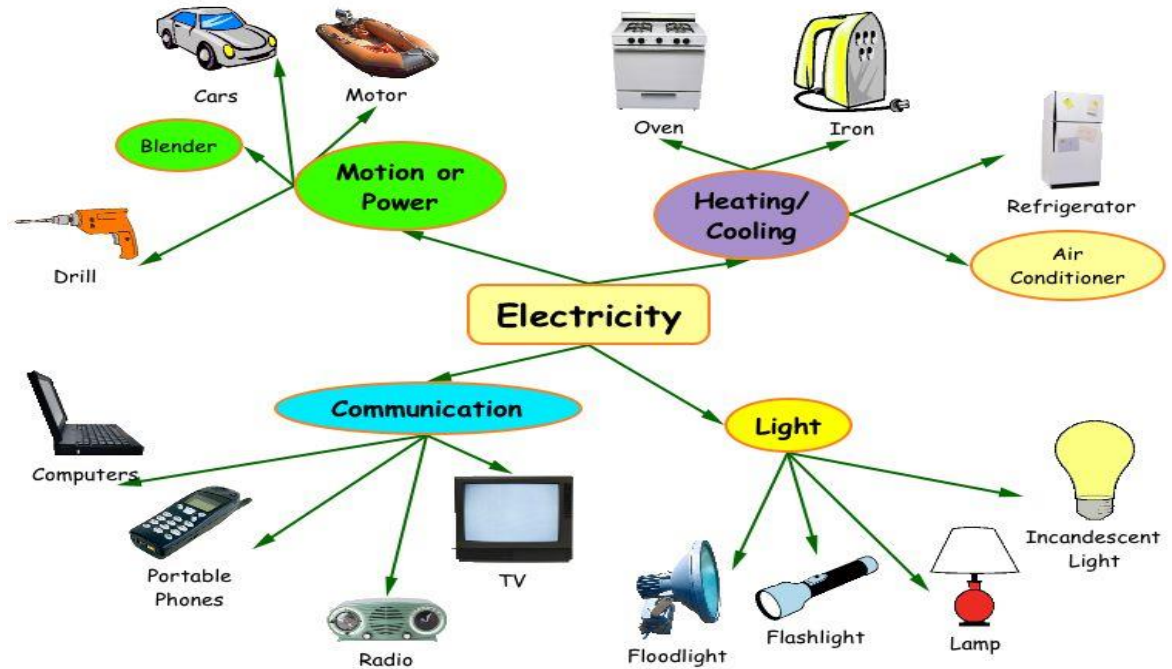 Cars
Motor
Blender
Motion or
Power
Drill
Oven
Iron
Heating/
Cooling
Refrigerator
Air
Conditioner
Electricity
Communication
Computers
Portable
Phones
Radio
TV
Light
Floodlight
Flashlight
Lamp
Incandescent
Light